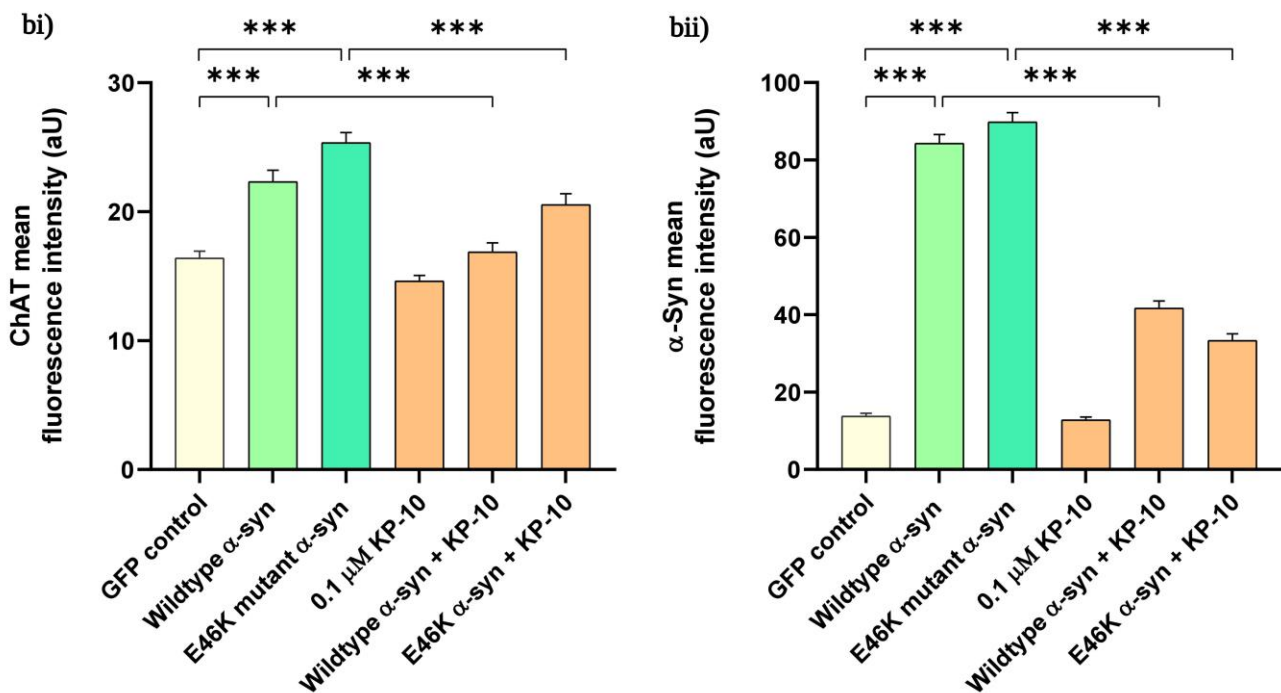 bi)
*** ***
*** ***
30
20
10
0
ChAT mean
fluorescence intensity (aU)
GFP control
Wildtype α-syn
E46K mutant α-syn
0.1 μM KP-10
Wildtype α-syn + KP-10
E46K α-syn + KP-10
bii)
*** ***
*** ***
100
80
60
40
20
0
α-Syn mean
fluorescence intensity (aU)
GFP control
Wildtype α-syn
E46K mutant α-syn
0.1 μM KP-10
Wildtype α-syn + KP-10
E46K α-syn + KP-10